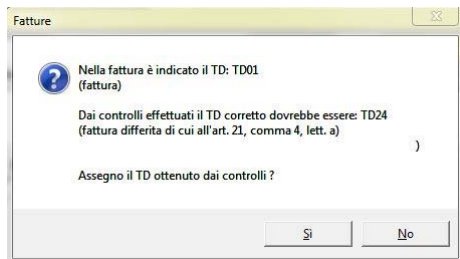 Fatture
Nella fattura è indicato il TD: TD01
(fattura)
Dai controlli effettuati il TD corretto dovrebbe essere: TD24
(fattura differita di cui all'art. 21, comma 4, lett. a)
)
Assegno il TD ottenuto dai controlli ?
Sì
No